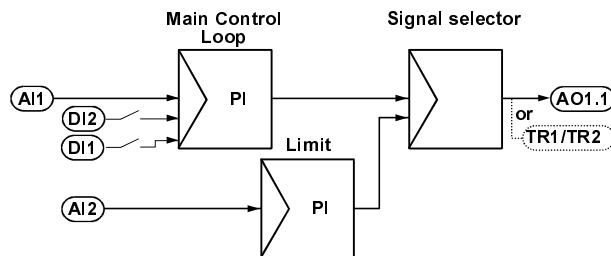 Main Control
Loop
Signal selector
AI1
PI
AO1.1
DI2
or
DI1
TR1/TR2
Limit
AI2
PI